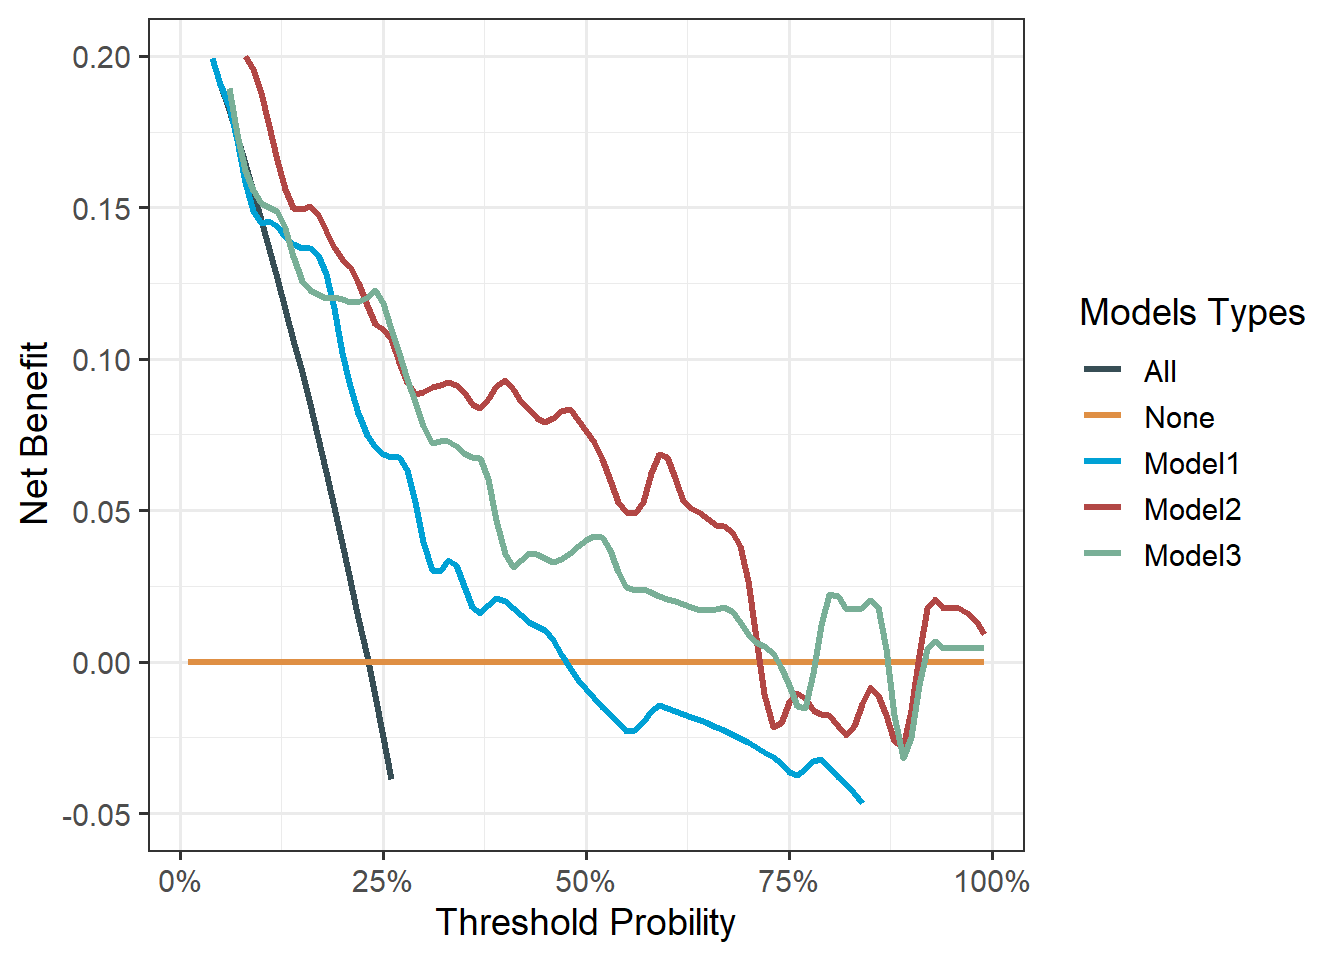 Net Benefit
0.20
0.15
0.10
0.05
0.00
-0.05
0%
25%
50%
75%
100%
Threshold Probility
Models Types
All
None
Model1
Model2
Model3